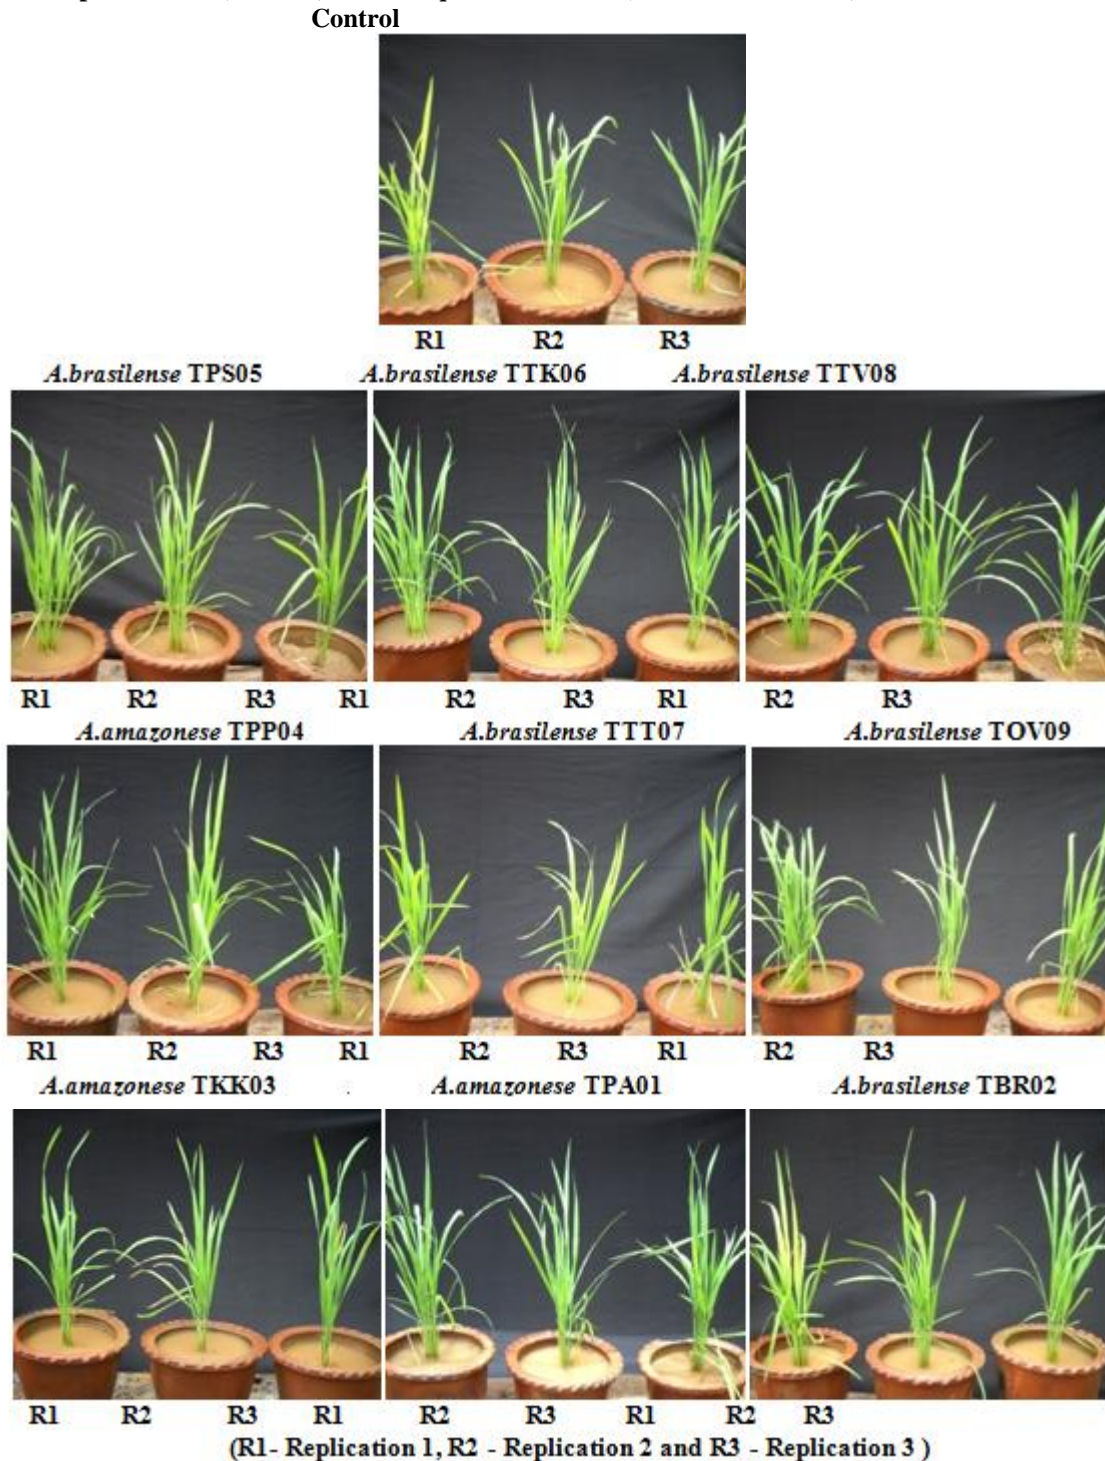 Control
R1 R2 R3
A.brasilense TPS05 A.brasilense TTK06 A.brasilense TTV08
R1 R2 R3 R1 R2 R3 R1 R2 R3
A.amazonese TPP04 A.brasilense TTT07 A.brasilense TOV09
R1 R2 R3 R1 R2 R3 R1 R2 R3
A.amazonese TKK03 . A.amazonese TPA01 A.brasilense TBR02
R1 R2 R3 R1 R2 R3 R1 R2 R3
(R1- Replication 1, R2 - Replication 2 and R3 - Replication 3 )